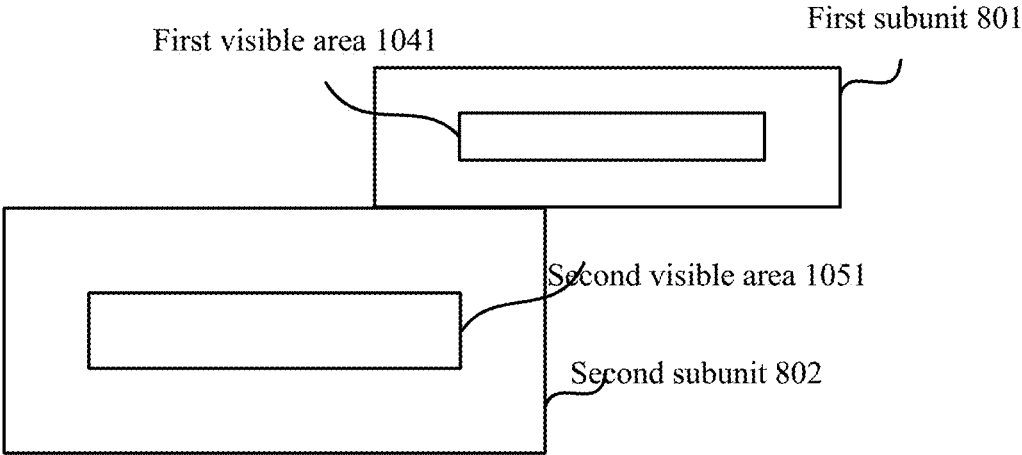 First subunit 801
First visible area 1041
Second visible area 1051
Second subunit 802